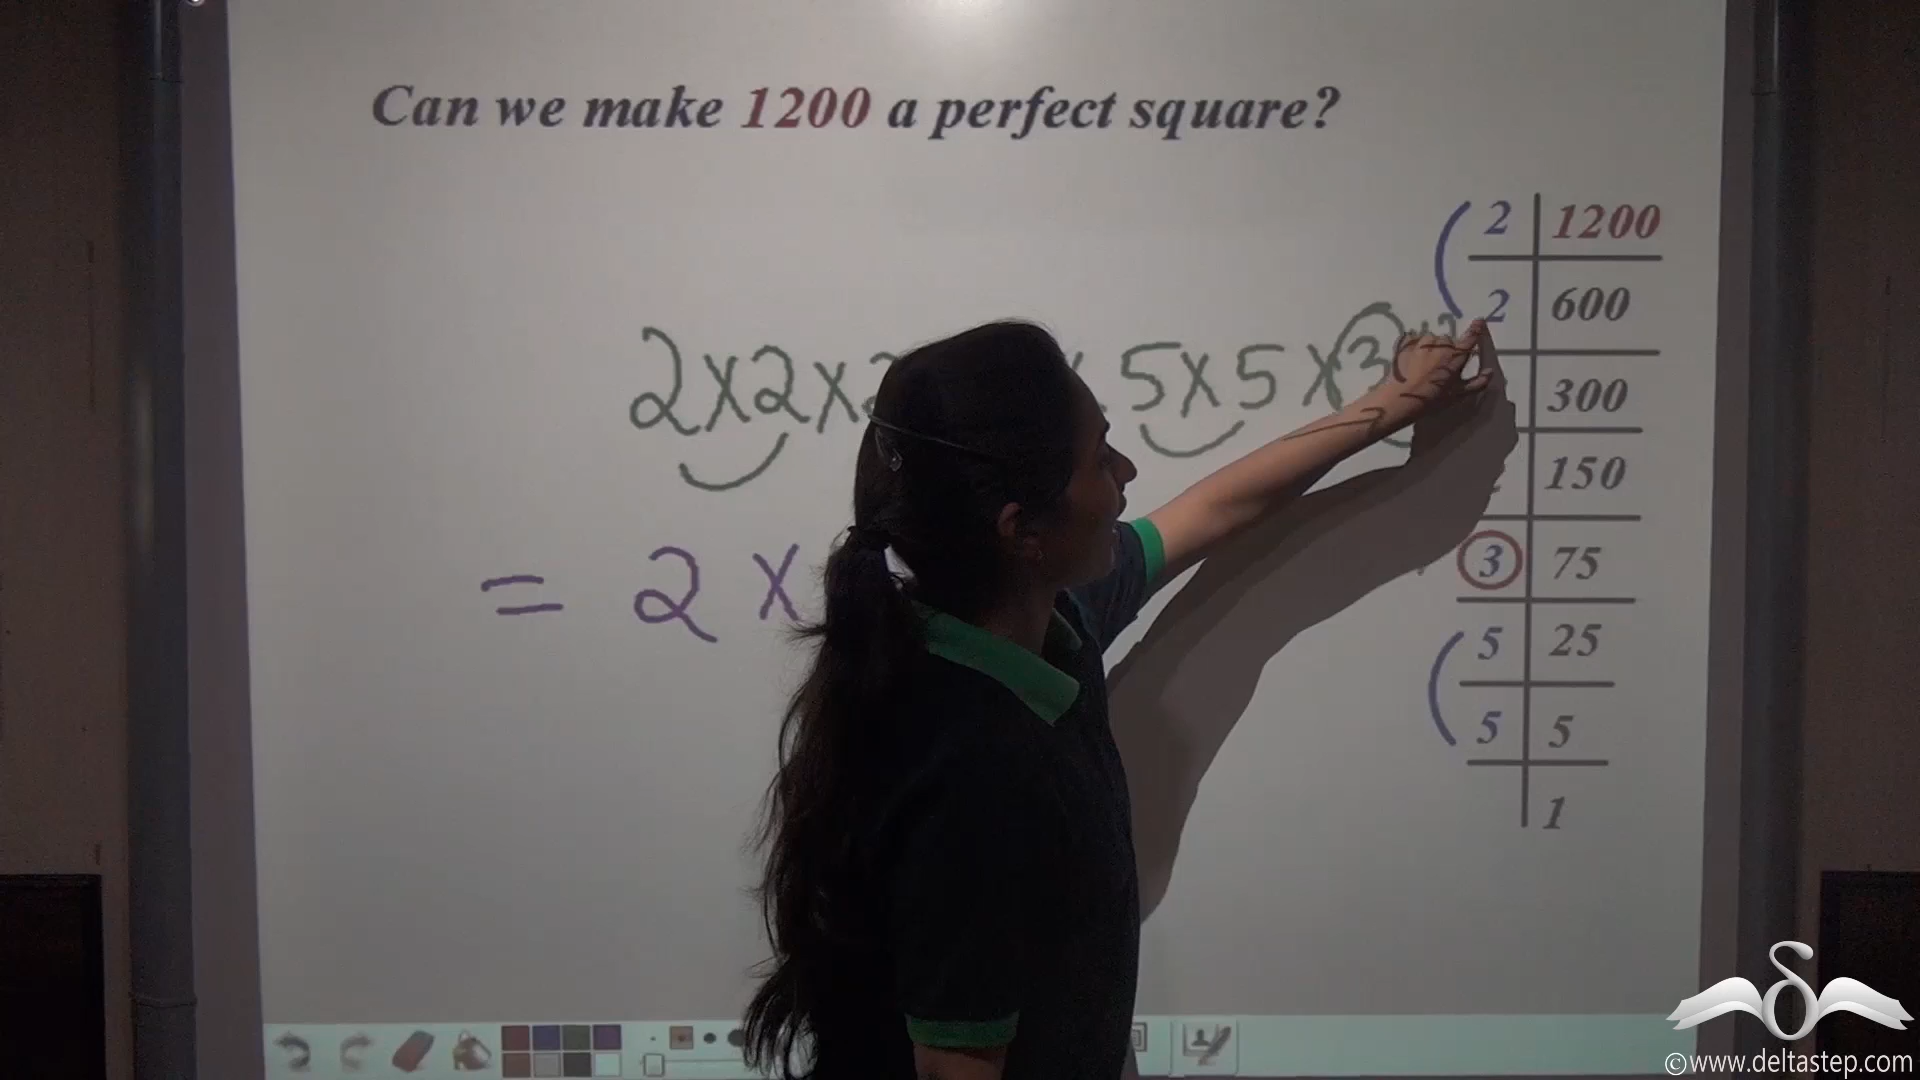 Can we make 1200 a perfect square?
2 1200
2 600
300
150
3 75
5 25
5 5
1
2x2x2 5x5x3
= 2 x
©www.deltastep.com